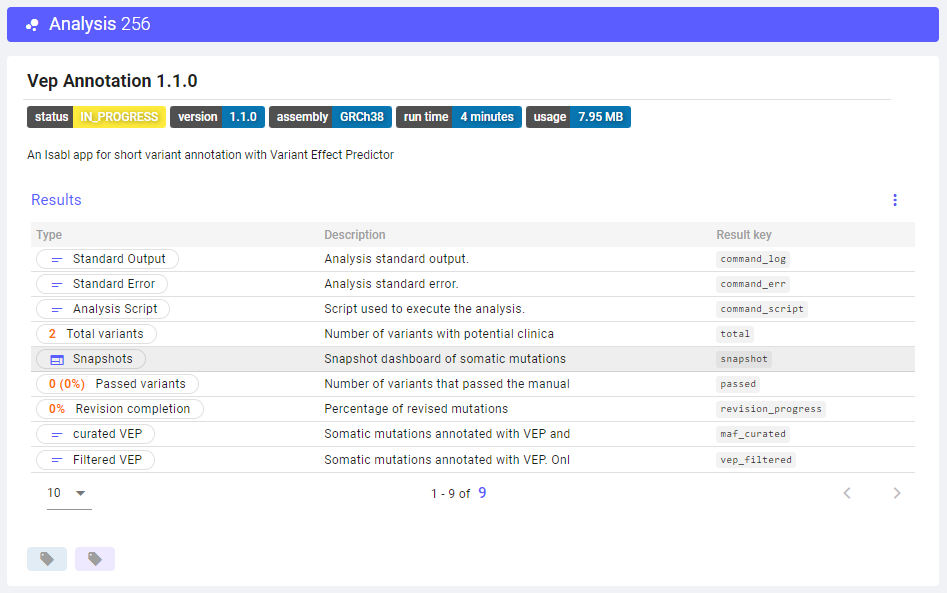 Analysis 256
Vep Annotation 1.1.0
status IN_PROGRESS version 1.1.0 assembly GRCh38 run time 4 minutes usage 7.95 MB
An Isabl app for short variant annotation with Variant Effect Predictor
Results
Type Description Result key
Standard Output Analysis standard output. command_log
Standard Error Analysis standard error. command_err
Analysis Script Script used to execute the analysis. command_script
2 Total variants Number of variants with potential clinica total
Snapshots Snapshot dashboard of somatic mutations snapshot
0 (0%) Passed variants Number of variants that passed the manual passed
0% Revision completion Percentage of revised mutations revision_progress
curated VEP Somatic mutations annotated with VEP and maf_curated
Filtered VEP Somatic mutations annotated with VEP. Onl vep_filtered
10 1 - 9 of 9